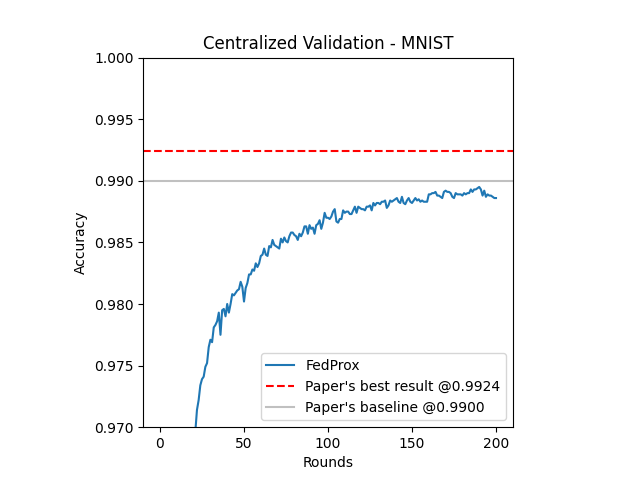 Centralized Validation - MNIST
1.000
0.995
0.990
0.985
0.980
0.975
0.970
Accuracy
FedProx
Paper's best result @0.9924
Paper's baseline @0.9900
0 50 100 150 200
Rounds